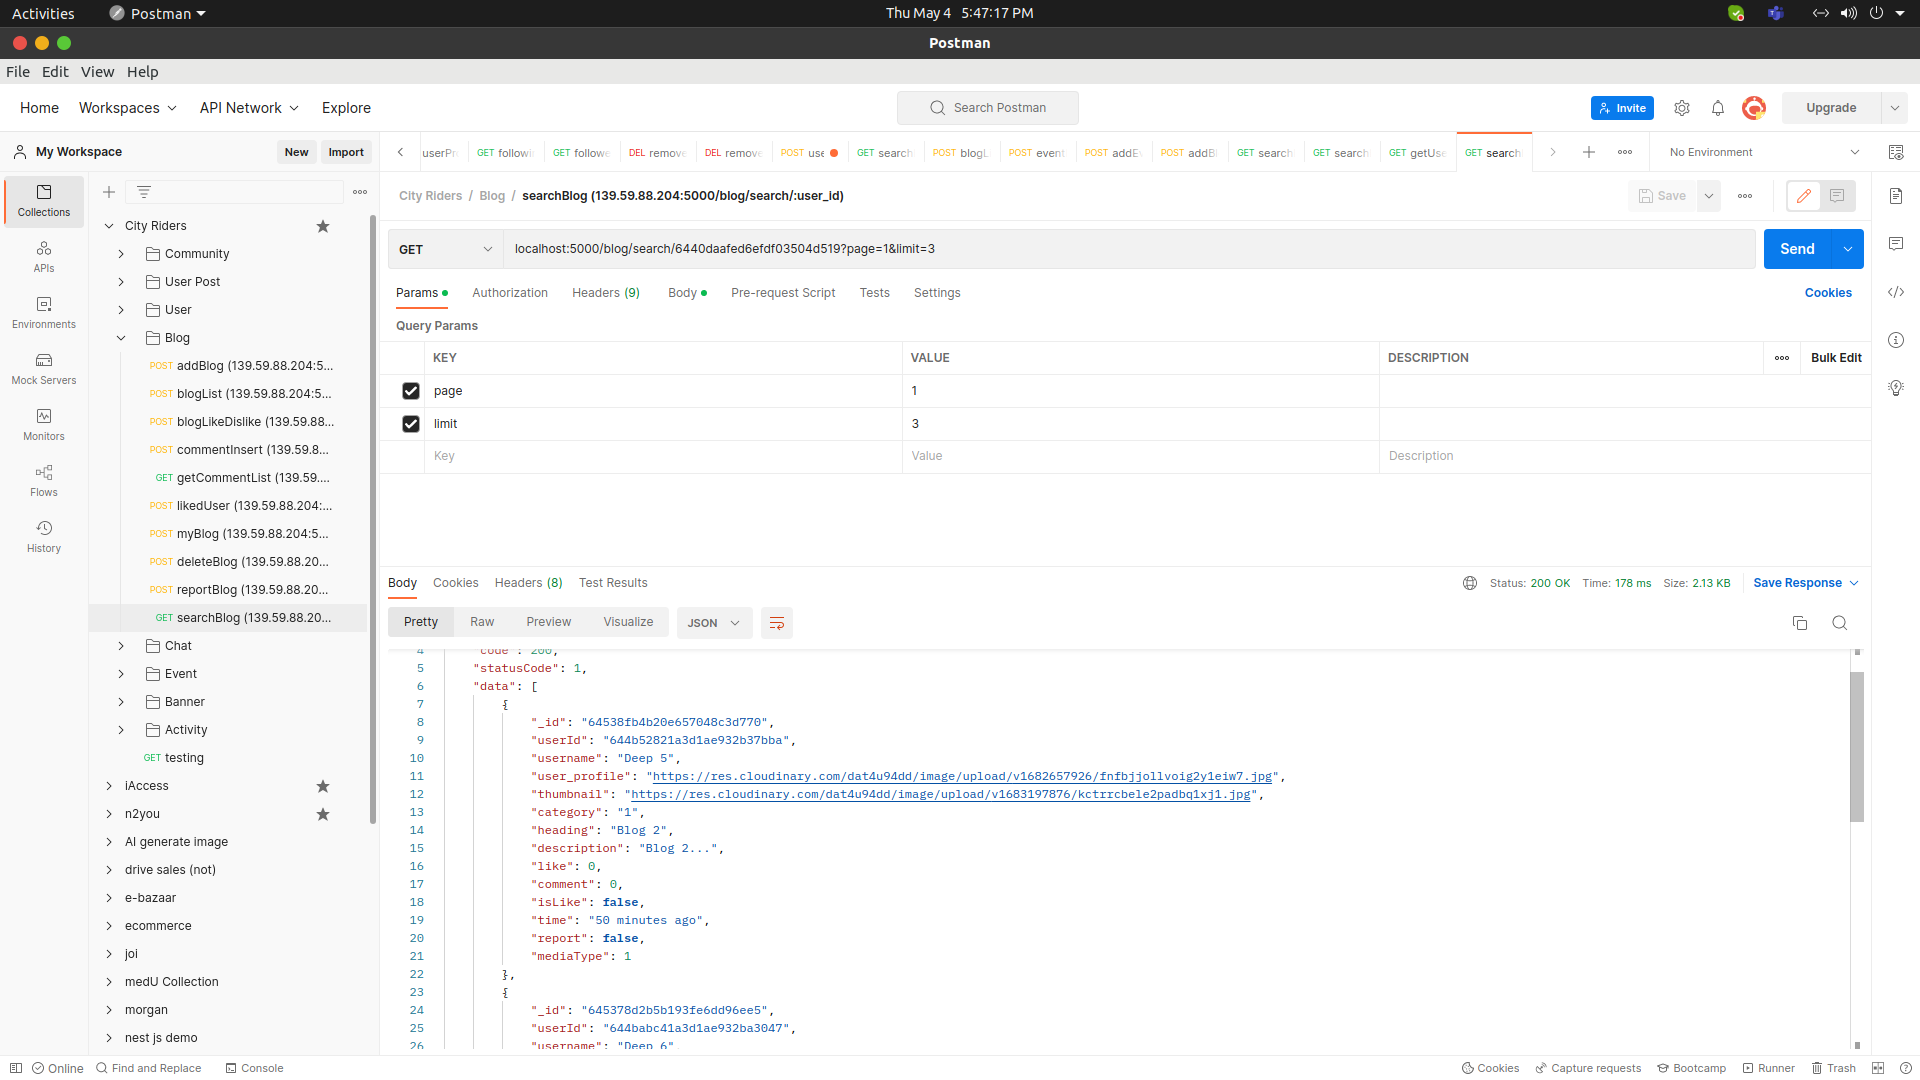 Activities
Postman
Thu May 4 5:47:17 PM
Postman
File Edit View Help
Home Workspaces API Network Explore
Search Postman
Invite
Upgrade
My Workspace
New Import
userPr
GET followi
GET followe
DEL remove
DEL remove
POST use
GET search
POST blogL
POST event
POST addE
POST addB
GET search
GET search
GET getUse
GET search
No Environment
Collections
APIs
Environments
Mock Servers
Monitors
Flows
History
City Riders
Community
User Post
User
Blog
POST addBlog (139.59.88.204:5...
POST blogList (139.59.88.204:5...
POST blogLikeDislike (139.59.88...
POST commentInsert (139.59.8...
GET getCommentList (139.59....
POST likedUser (139.59.88.204:...
POST myBlog (139.59.88.204:5...
POST deleteBlog (139.59.88.20...
POST reportBlog (139.59.88.20...
GET searchBlog (139.59.88.20...
Chat
Event
Banner
Activity
GET testing
iAccess
n2you
AI generate image
drive sales (not)
e-bazaar
ecommerce
joi
medU Collection
morgan
nest js demo
City Riders / Blog / searchBlog (139.59.88.204:5000/blog/search/:user_id)
Save
GET
localhost:5000/blog/search/6440daafed6efdf03504d519?page=1&limit=3
Send
Params Authorization Headers (9) Body Pre-request Script Tests Settings
Cookies
Query Params
KEY VALUE DESCRIPTION Bulk Edit
page 1
limit 3
Key Value Description
Body Cookies Headers (8) Test Results
Status: 200 OK Time: 178 ms Size: 2.13 KB Save Response
Pretty Raw Preview Visualize JSON
4 "code": 200,
5 "statusCode": 1,
6 "data": [
7 {
8 "_id": "64538fb4b20e657048c3d770",
9 "userId": "644b52821a3d1ae932b37bba",
10 "username": "Deep 5",
11 "user_profile": "https://res.cloudinary.com/dat4u94dd/image/upload/v1682657926/fnfbjjollvoig2y1eiw7.jpg",
12 "thumbnail": "https://res.cloudinary.com/dat4u94dd/image/upload/v1683197876/kctrrcbele2padbq1xj1.jpg",
13 "category": "1",
14 "heading": "Blog 2",
15 "description": "Blog 2...",
16 "like": 0,
17 "comment": 0,
18 "isLike": false,
19 "time": "50 minutes ago",
20 "report": false,
21 "mediaType": 1
22 },
23 {
24 "_id": "645378d2b5b193fe6dd96ee5",
25 "userId": "644babc41a3d1ae932ba3047",
26 "username": "Deep 6",
Online
Find and Replace
Console
Cookies
Capture requests
Bootcamp
Runner
Trash